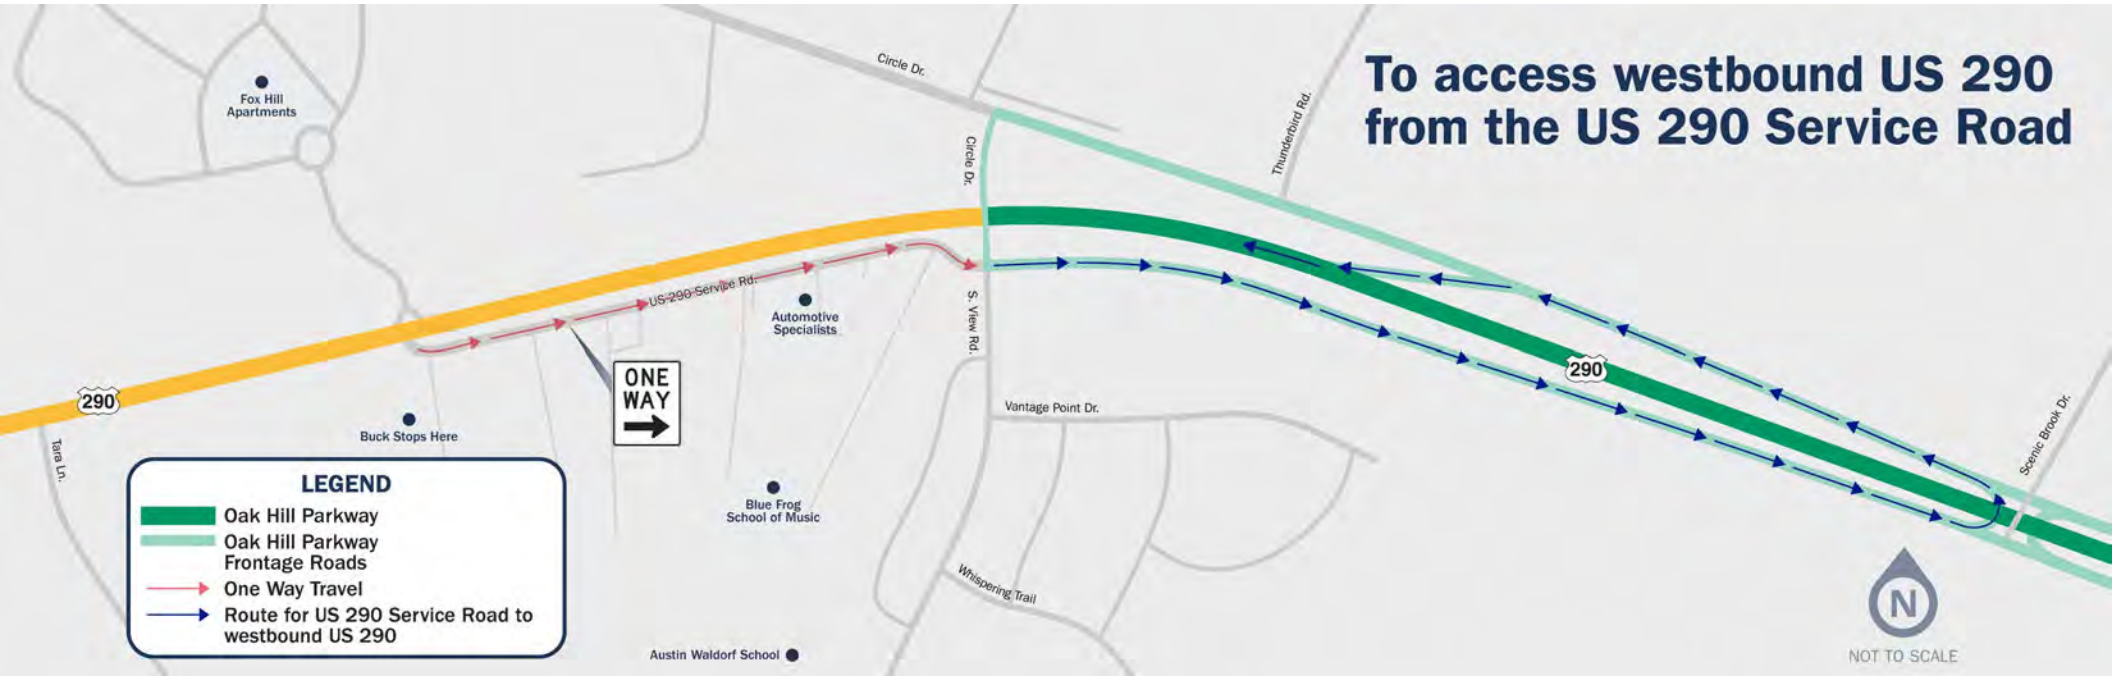 To access westbound US 290
from the US 290 Service Road
Circle Dr.
Thunderbird Rd.
Fox Hill
Apartments
Circle Dr.
US 290 Service Rd.
Automotive
Specialists
S. View Rd.
290
ONE
WAY
290
Vantage Point Dr.
Scenic Brook Dr.
Buck Stops Here
Tara Ln.
Blue Frog
School of Music
LEGEND
Oak Hill Parkway
Oak Hill Parkway
Frontage Roads
One Way Travel
Route for US 290 Service Road to
westbound US 290
Whispering Trail
Austin Waldorf School
N
NOT TO SCALE